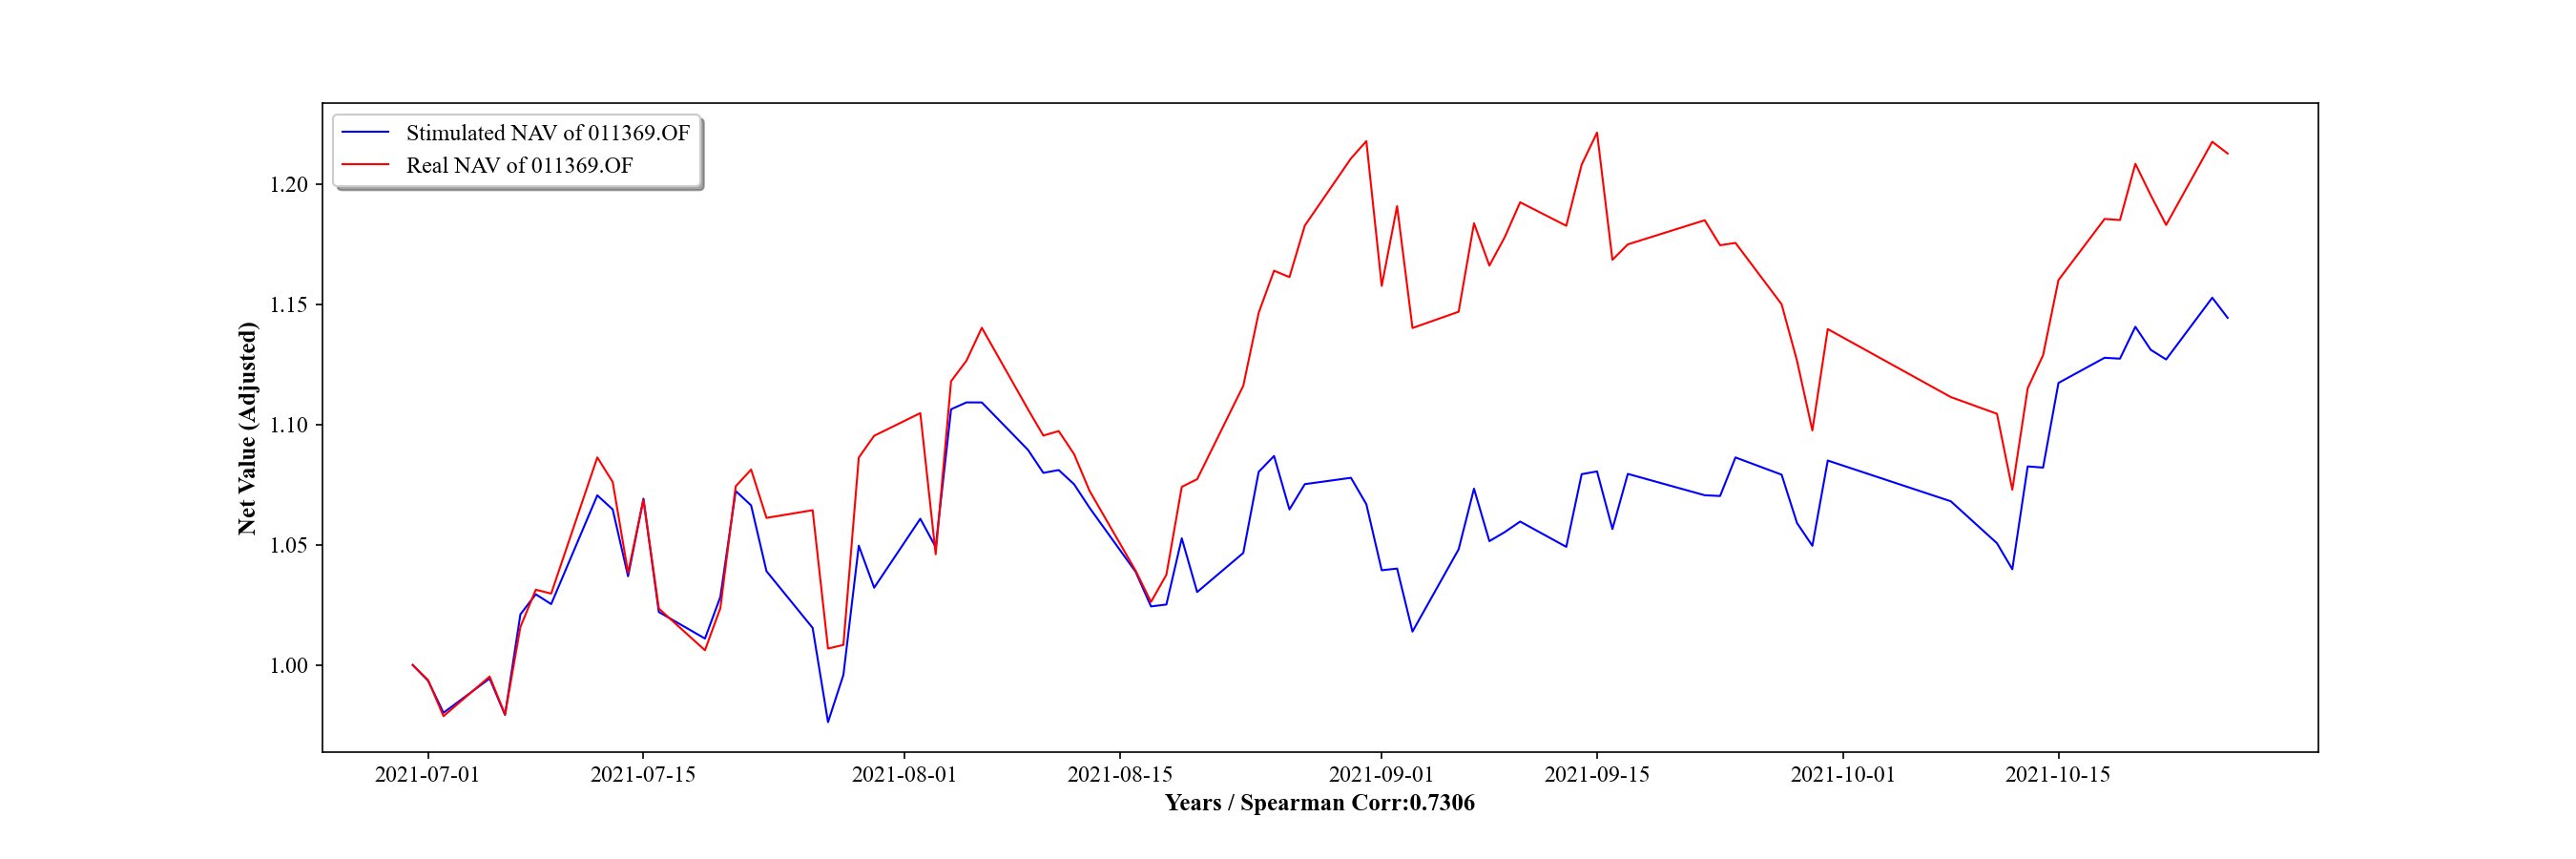 Stimulated NAV of 011369.OF
Real NAV of 011369.OF
1.20
1.15
1.10
1.05
1.00
Net Value (Adjusted)
2021-07-01 2021-07-15 2021-08-01 2021-08-15 2021-09-01 2021-09-15 2021-10-01 2021-10-15
Years / Spearman Corr:0.7306